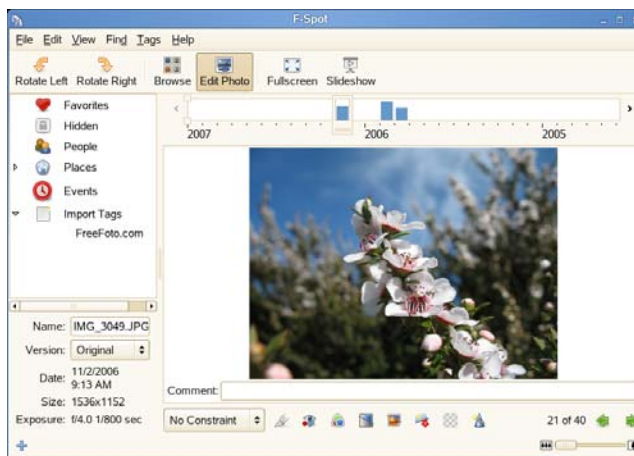 F-Spot
File Edit View Find Tags Help
Rotate Left Rotate Right Browse Edit Photo Fullscreen Slideshow
Favorites
Hidden
People
Places
Events
Import Tags
FreeFoto.com
2007 2006 2005
Name: IMG_3049.JPG
Version: Original
Date: 11/2/2006
9:13 AM
Size: 1536x1152
Exposure: f/4.0 1/800 sec
Comment:
No Constraint
21 of 40